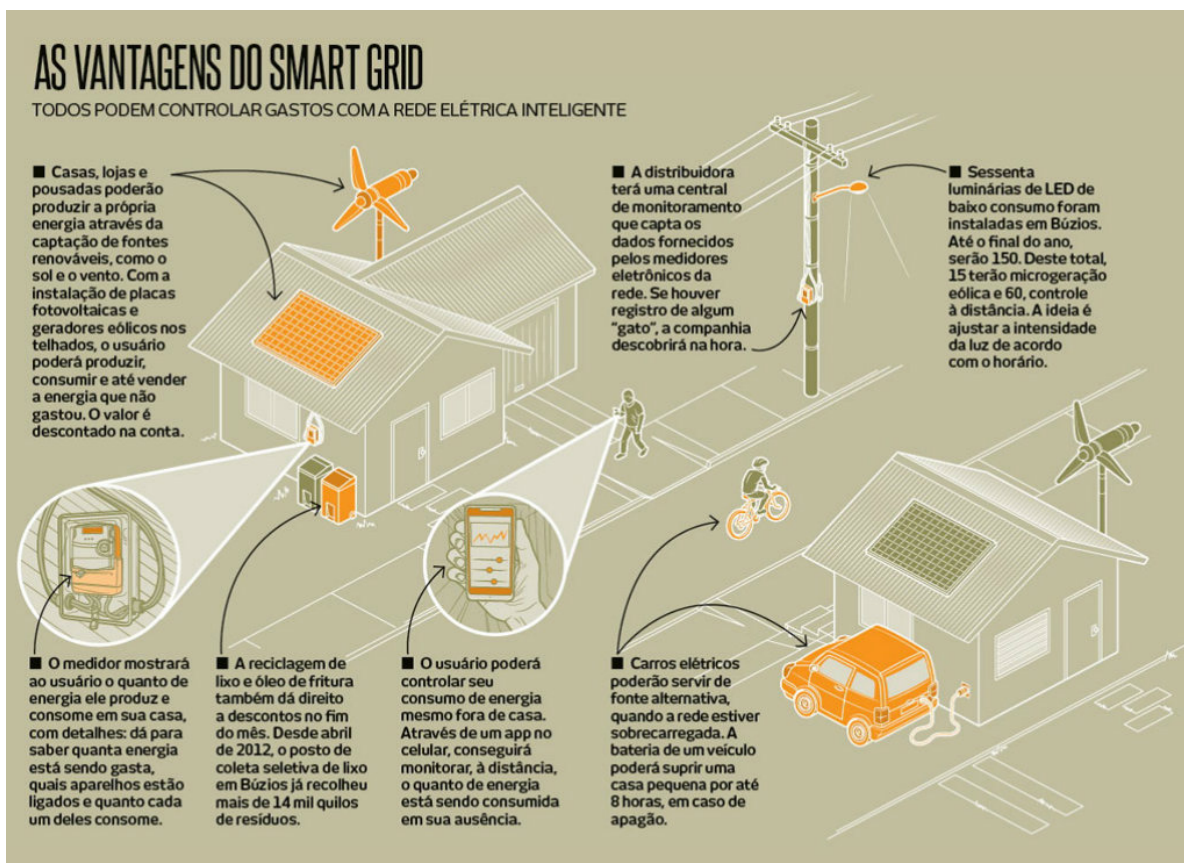 AS VANTAGENS DO SMART GRID
TODOS PODEM CONTROLAR GASTOS COM A REDE ELÉTRICA INTELIGENTE
■ Casas, lojas e
pousadas poderão
produzir a própria
energia através da
captação de fontes
renováveis, como o
sol e o vento. Com a
instalação de placas
fotovoltaicas e
geradores eólicos nos
telhados, o usuário
poderá produzir,
consumir e até vender
a energia que não
gastou. O valor é
descontado na conta.
■ A distribuidora
terá uma central
de monitoramento
que capta os
dados fornecidos
pelos medidores
eletrônicos da
rede. Se houver
registro de algum
"gato", a companhia
descobrirá na hora.
■ Sessenta
luminárias de LED de
baixo consumo foram
instaladas em Búzios.
Até o final do ano,
serão 150. Deste total,
15 terão microgeração
eólica e 60, controle
à distância. A ideia é
ajustar a intensidade
da luz de acordo
com o horário.
■ O medidor mostrará
ao usuário o quanto de
energia ele produz e
consome em sua casa,
com detalhes: dá para
saber quanta energia
está sendo gasta,
quais aparelhos estão
ligados e quanto cada
um deles consome.
■ A reciclagem de
lixo e óleo de fritura
também dá direito
a descontos no fim
do mês. Desde abril
de 2012, o posto de
coleta seletiva de lixo
em Búzios já recolheu
mais de 14 mil quilos
de resíduos.
■ O usuário poderá
controlar seu
consumo de energia
mesmo fora de casa.
Através de um app no
celular, conseguirá
monitorar, à distância,
o quanto de energia
está sendo consumida
em sua ausência.
■ Carros elétricos
poderão servir de
fonte alternativa,
quando a rede estiver
sobrecarregada. A
bateria de um veículo
poderá suprir uma
casa pequena por até
8 horas, em caso de
apagão.